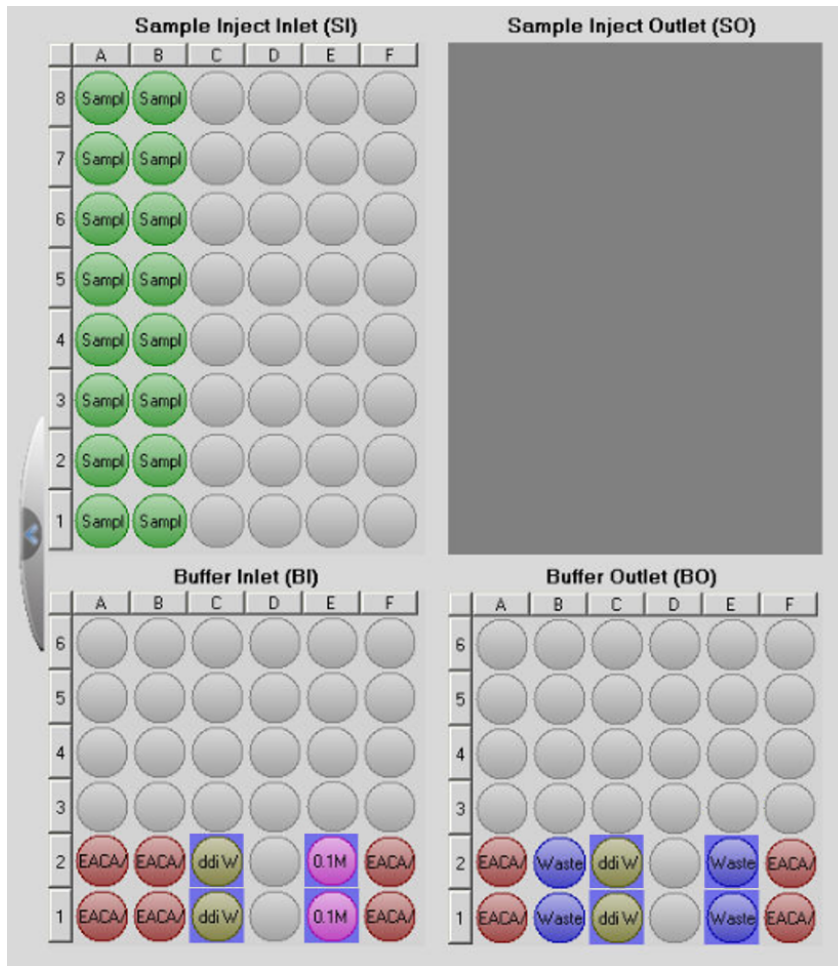 Sample Inject Inlet (SI)
Sample Inject Outlet (SO)
A B C D E F
8 Sampl Sampl
7 Sampl Sampl
6 Sampl Sampl
5 Sampl Sampl
4 Sampl Sampl
3 Sampl Sampl
2 Sampl Sampl
1 Sampl Sampl
Buffer Inlet (BI)
A B C D E F
6
5
4
3
2 EACA/ EACA/ ddi W 0.1M EACA/
1 EACA/ EACA/ ddi W 0.1M EACA/
Buffer Outlet (BO)
A B C D E F
6
5
4
3
2 EACA/ Waste ddi W Waste EACA/
1 EACA/ Waste ddi W Waste EACA/